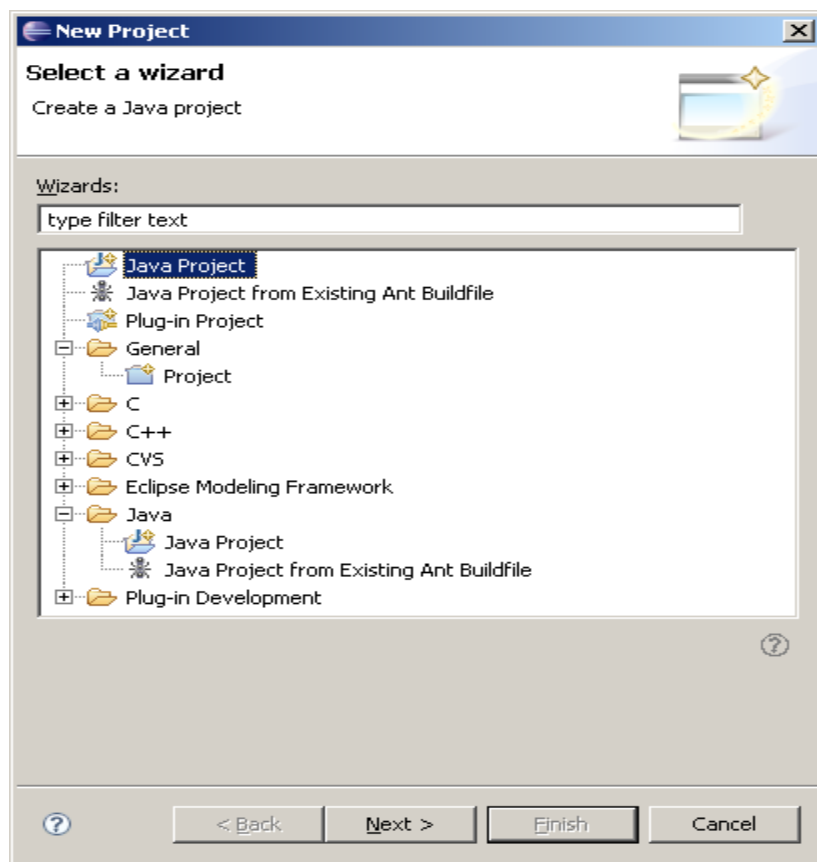 New Project
Select a wizard
Create a Java project
Wizards:
type filter text
Java Project
Java Project from Existing Ant Buildfile
Plug-in Project
General
Project
C
C++
CVS
Eclipse Modeling Framework
Java
Java Project
Java Project from Existing Ant Buildfile
Plug-in Development
< Back Next > Finish Cancel